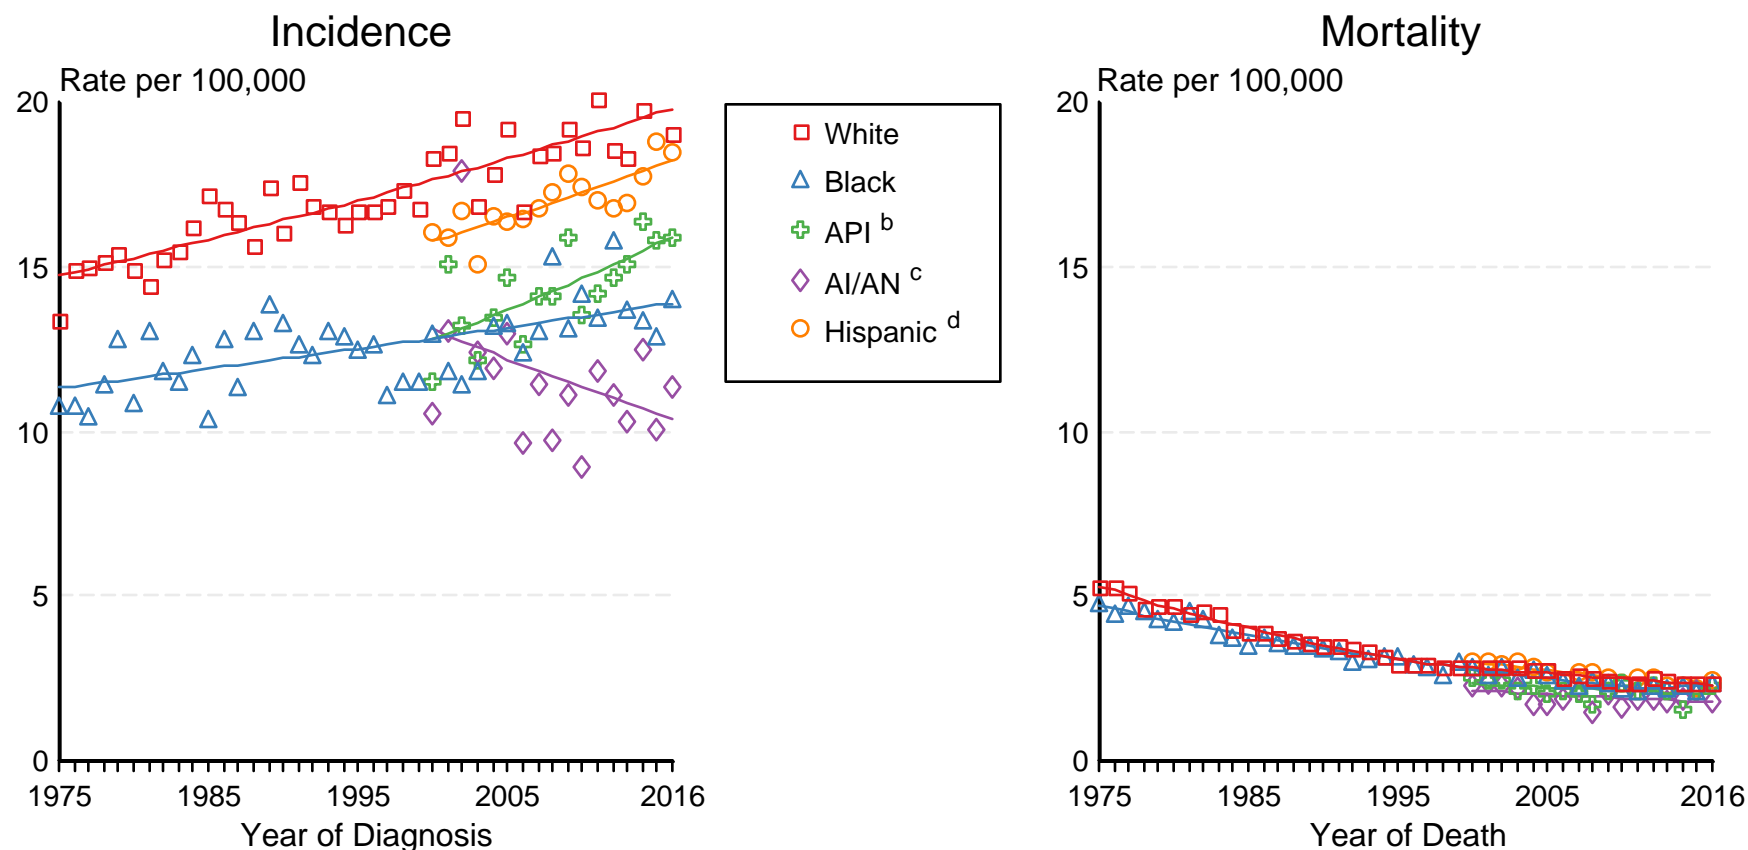 Incidence
Mortality
Rate per 100,000
Rate per 100,000
20
15
10
5
0
1975
1985
1995
2005
2016
Year of Diagnosis
White
Black
API b
AI/AN c
Hispanic d
20
15
10
5
0
1975
1985
1995
2005
2016
Year of Death